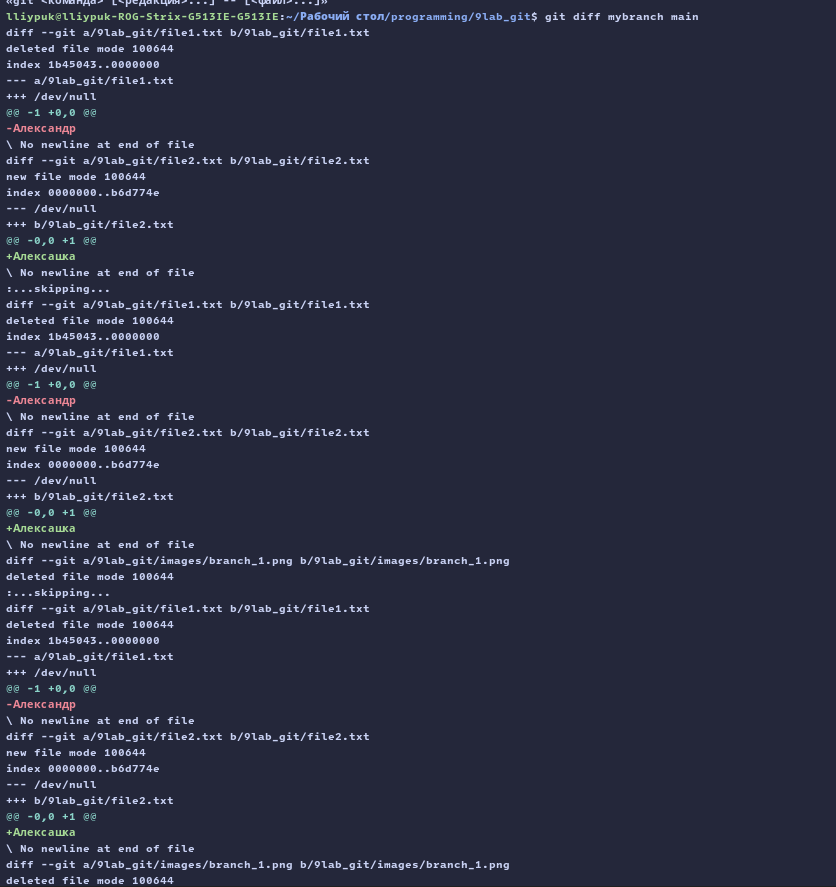 «git <команда> [<редакция>...] -- [<файл>...]»
lliypuk@lliypuk-ROG-Strix-G513IE-G513IE:~/Рабочий стол/programming/9lab_git$ git diff mybranch main
diff --git a/9lab_git/file1.txt b/9lab_git/file1.txt
deleted file mode 100644
index 1b45043..0000000
--- a/9lab_git/file1.txt
+++ /dev/null
@@ -1 +0,0 @@
-Александр
\ No newline at end of file
diff --git a/9lab_git/file2.txt b/9lab_git/file2.txt
new file mode 100644
index 0000000..b6d774e
--- /dev/null
+++ b/9lab_git/file2.txt
@@ -0,0 +1 @@
+Алексашка
\ No newline at end of file
:...skipping...
diff --git a/9lab_git/file1.txt b/9lab_git/file1.txt
deleted file mode 100644
index 1b45043..0000000
--- a/9lab_git/file1.txt
+++ /dev/null
@@ -1 +0,0 @@
-Александр
\ No newline at end of file
diff --git a/9lab_git/file2.txt b/9lab_git/file2.txt
new file mode 100644
index 0000000..b6d774e
--- /dev/null
+++ b/9lab_git/file2.txt
@@ -0,0 +1 @@
+Алексашка
\ No newline at end of file
diff --git a/9lab_git/images/branch_1.png b/9lab_git/images/branch_1.png
deleted file mode 100644
:...skipping...
diff --git a/9lab_git/file1.txt b/9lab_git/file1.txt
deleted file mode 100644
index 1b45043..0000000
--- a/9lab_git/file1.txt
+++ /dev/null
@@ -1 +0,0 @@
-Александр
\ No newline at end of file
diff --git a/9lab_git/file2.txt b/9lab_git/file2.txt
new file mode 100644
index 0000000..b6d774e
--- /dev/null
+++ b/9lab_git/file2.txt
@@ -0,0 +1 @@
+Алексашка
\ No newline at end of file
diff --git a/9lab_git/images/branch_1.png b/9lab_git/images/branch_1.png
deleted file mode 100644